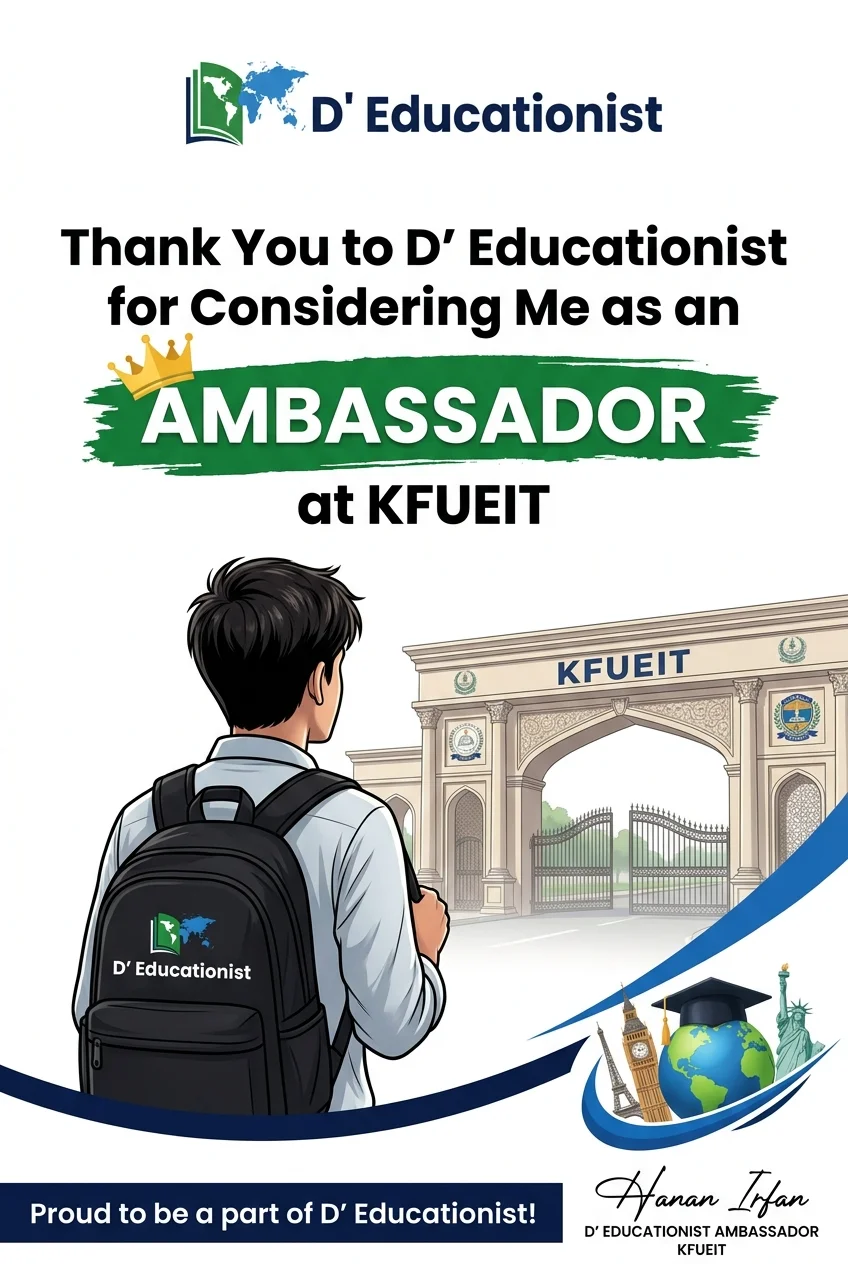 D' Educationist
Thank You to D’ Educationist
for Considering Me as an
AMBASSADOR
at KFUEIT
KFUEIT
D’ Educationist
Proud to be a part of D’ Educationist!
Hanan Irfan
D’ EDUCATIONIST AMBASSADOR
KFUEIT